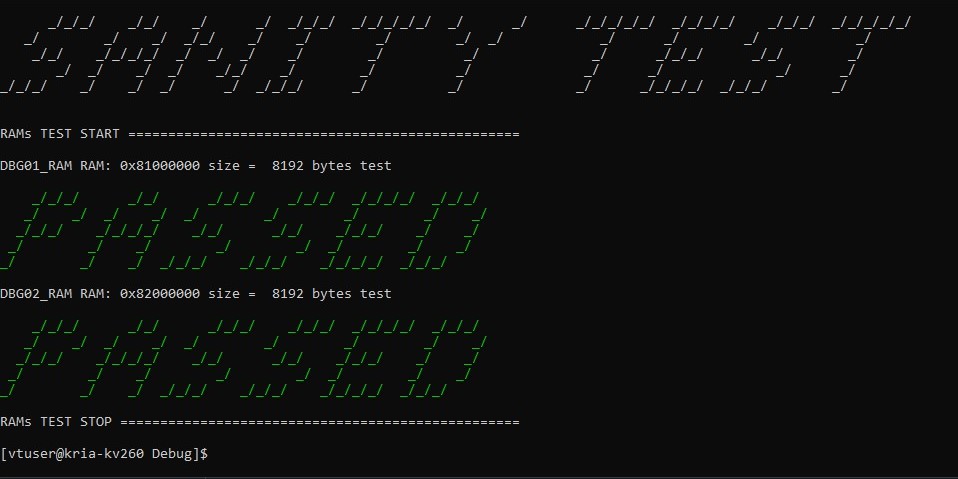 SANITY TEST
RAMs TEST START =================================================
DBG01_RAM RAM: 0x81000000 size =  8192 bytes test
PASSED
DBG02_RAM RAM: 0x82000000 size =  8192 bytes test
PASSED
RAMs TEST STOP ==================================================
[vtuser@kria-kv260 Debug]$